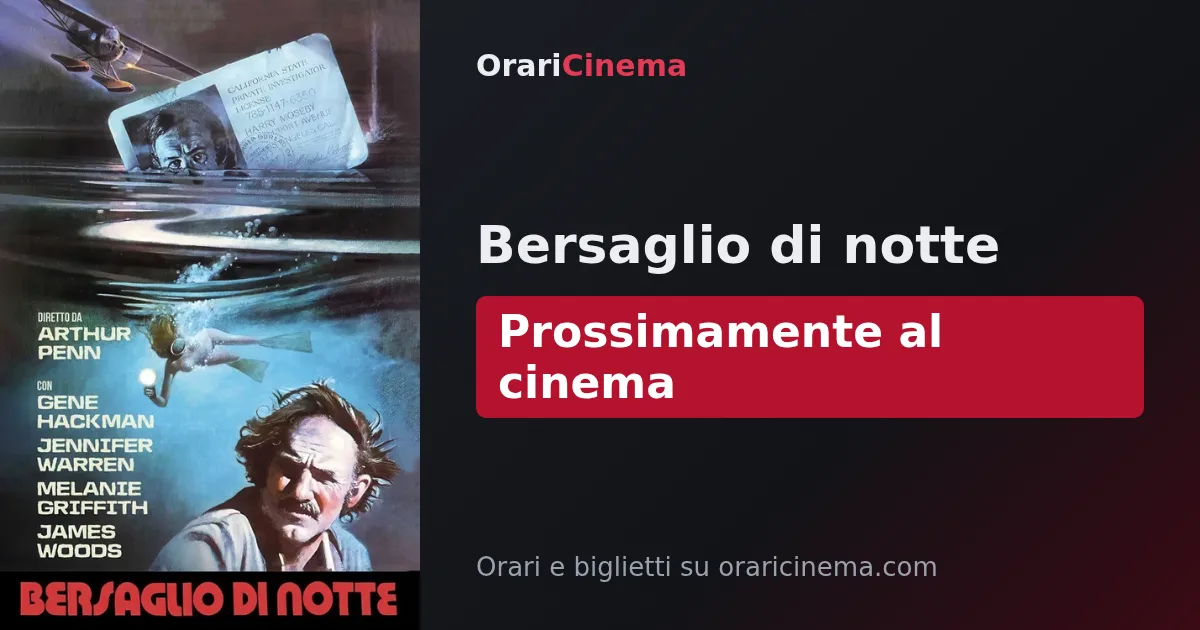 CALIFORNIA STATE
PRIVATE INVESTIGATOR
LICENSE
HARRY MOSEBY
DIRETTO DA
ARTHUR
PENN
CON
GENE
HACKMAN
JENNIFER
WARREN
MELANIE
GRIFFITH
JAMES
WOODS
BERSAGLIO DI NOTTE
OrariCinema
Bersaglio di notte
Prossimamente al
cinema
Orari e biglietti su oraricinema.com